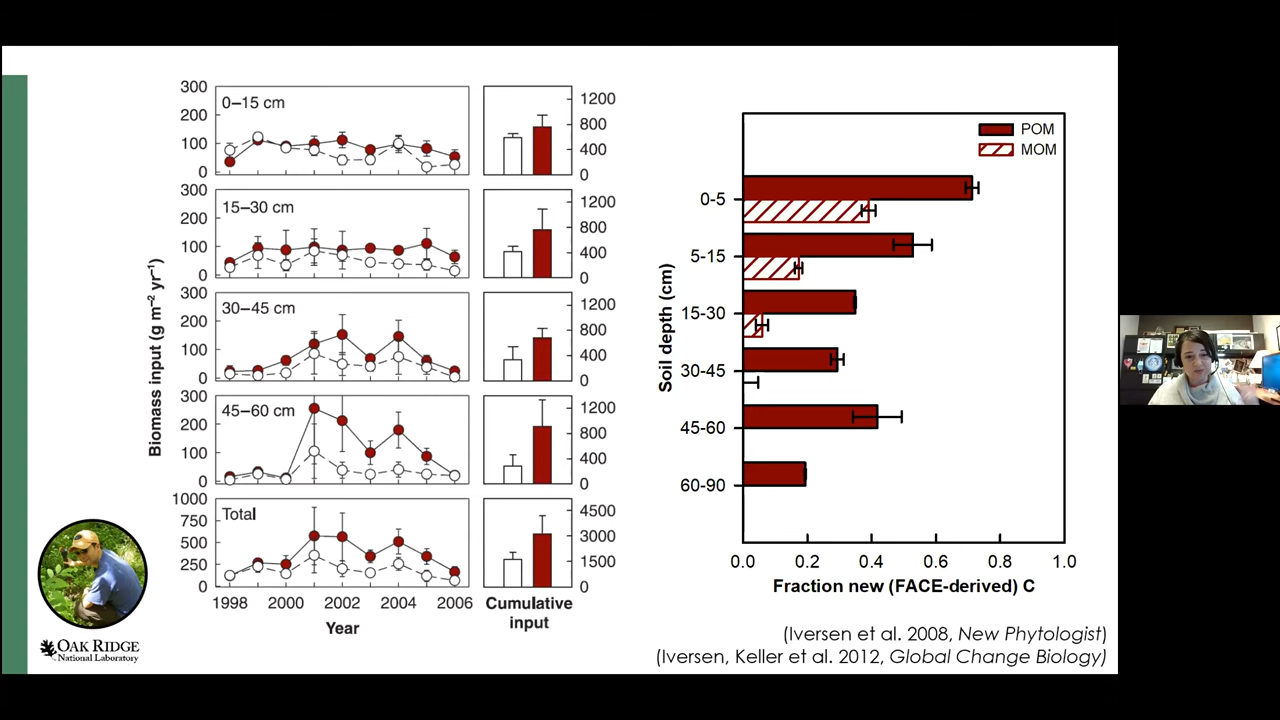 300
200
100
0
0–15 cm
1200
800
400
0
300
200
100
0
15–30 cm
1200
800
400
0
300
200
100
0
30–45 cm
1200
800
400
0
300
200
100
0
45–60 cm
1200
800
400
0
1000
750
500
250
0
Total
4500
3000
1500
0
Biomass input (g m⁻² yr⁻¹)
1998 2000 2002 2004 2006
Year
Cumulative
input
POM
MOM
0-5
5-15
15-30
30-45
45-60
60-90
Soil depth (cm)
0.0 0.2 0.4 0.6 0.8 1.0
Fraction new (FACE-derived) C
OAK RIDGE
National Laboratory
(Iversen et al. 2008, New Phytologist)
(Iversen, Keller et al. 2012, Global Change Biology)